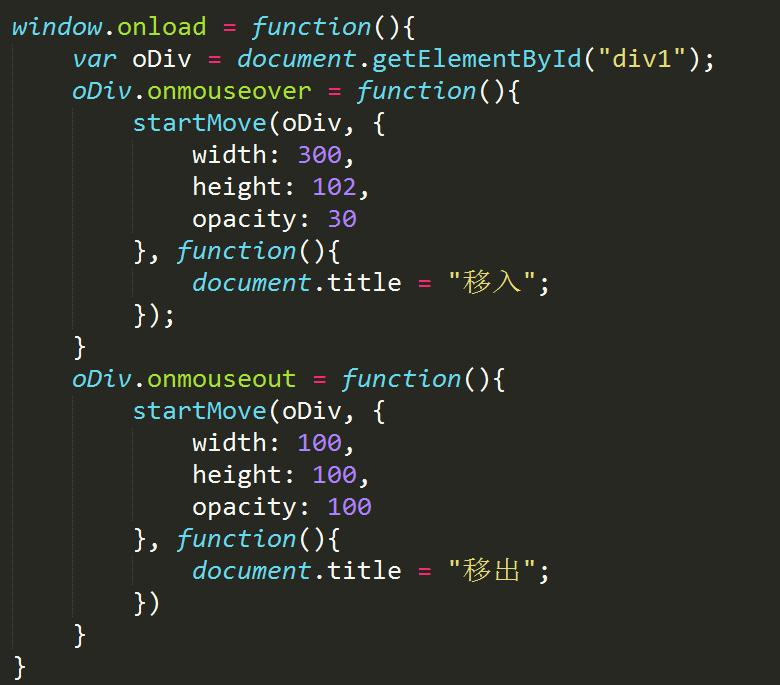 window.onload = function(){
    var oDiv = document.getElementById("div1");
    oDiv.onmouseover = function(){
        startMove(oDiv, {
            width: 300,
            height: 102,
            opacity: 30
        }, function(){
            document.title = "移入";
        });
    }
    oDiv.onmouseout = function(){
        startMove(oDiv, {
            width: 100,
            height: 100,
            opacity: 100
        }, function(){
            document.title = "移出";
        })
    }
}